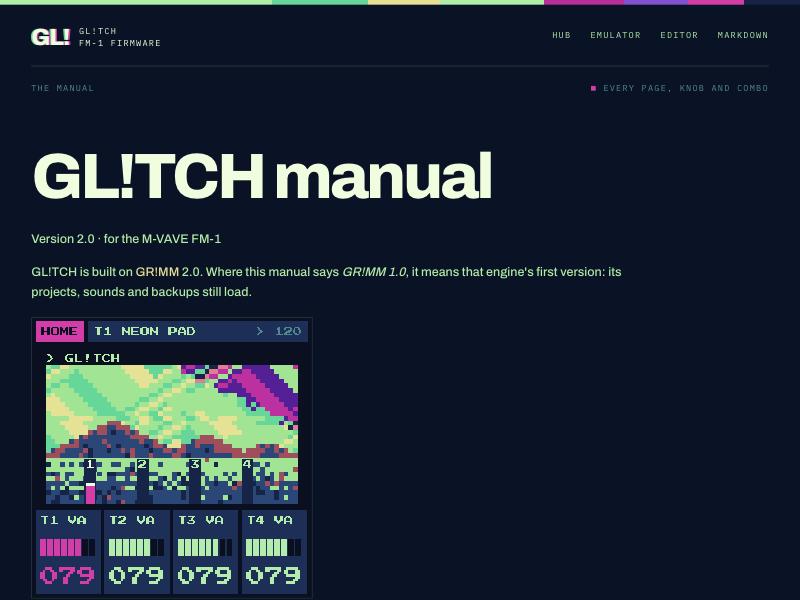 GL!
GL!TCH
FM-1 FIRMWARE
HUB EMULATOR EDITOR MARKDOWN
THE MANUAL
EVERY PAGE, KNOB AND COMBO
GL!TCH manual
Version 2.0 · for the M-VAVE FM-1
GL!TCH is built on GR!MM 2.0. Where this manual says GR!MM 1.0, it means that engine's first version: its
projects, sounds and backups still load.
HOME T1 NEON PAD > 120
> GL!TCH
1 2 3 4
T1 VA T2 VA T3 VA T4 VA
079 079 079 079